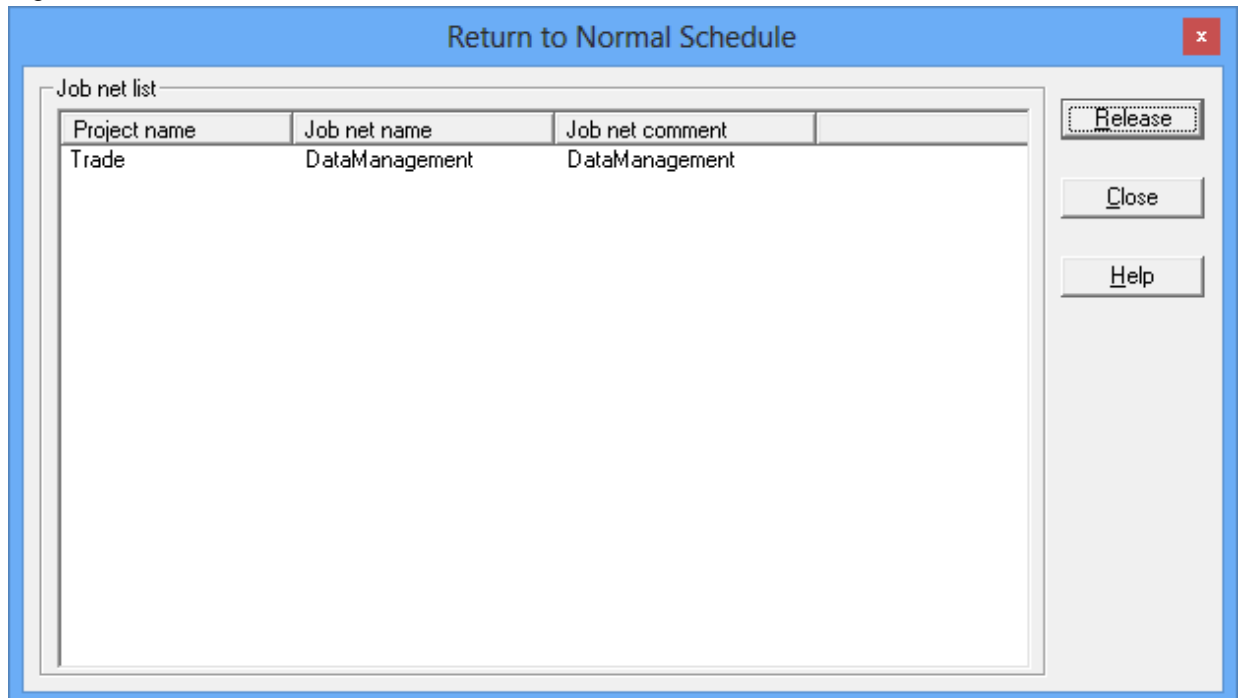 Return to Normal Schedule
x
Job net list
Project name Job net name Job net comment
Trade DataManagement DataManagement
Release
Close
Help